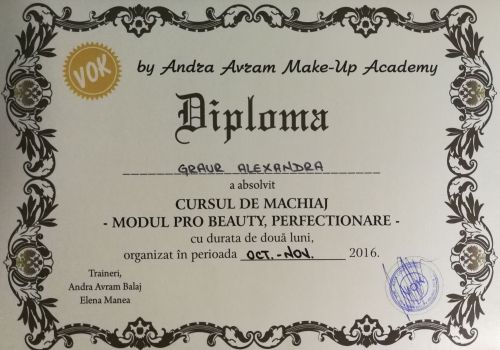 VOK
by Andra Avram Make-Up Academy
Diploma
GRAUR ALEXANDRA
a absolvit
CURSUL DE MACHIAJ
- MODUL PRO BEAUTY, PERFECTIONARE -
cu durata de două luni,
organizat în perioada OCT.-NOV. 2016.
Traineri,
Andra Avram Balaj
Elena Manea
VOK